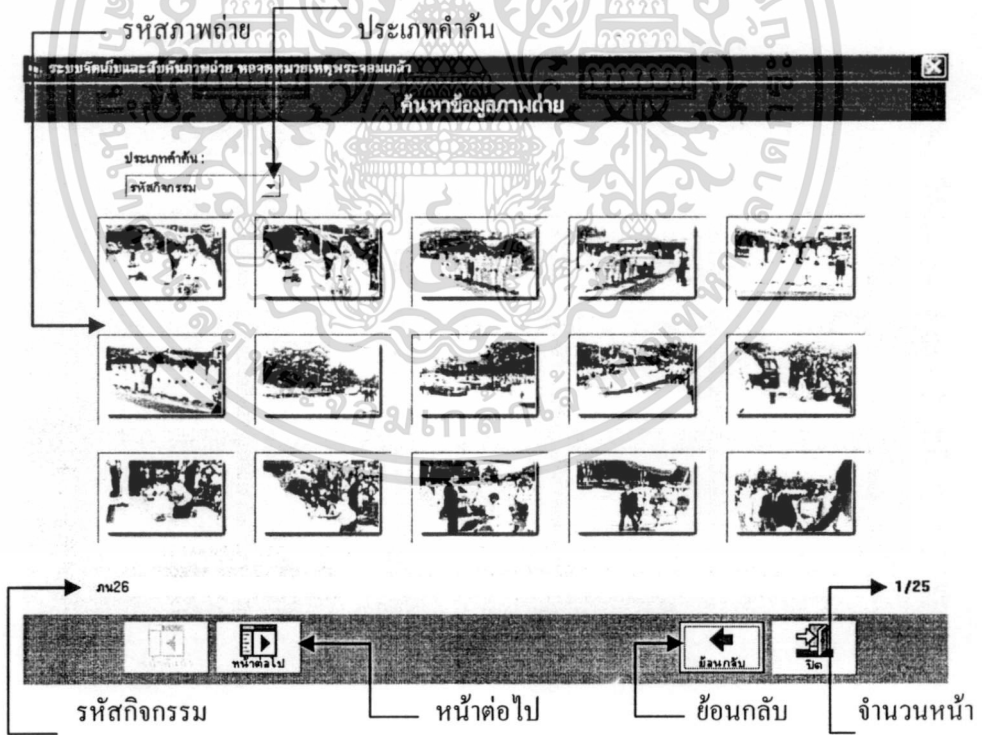 รหัสภาพถ่าย ประเภทคำค้น
ระบบจัดเก็บและสืบค้นภาพถ่าย หอจดหมายเหตุพระจอมเกล้า
ค้นหาข้อมูลภาพถ่าย
ประเภทคำค้น :
รหัสกิจกรรม
ภน26 1/25
หน้าต่อไป ย้อนกลับ ปิด
รหัสกิจกรรม หน้าต่อไป ย้อนกลับ จำนวนหน้า